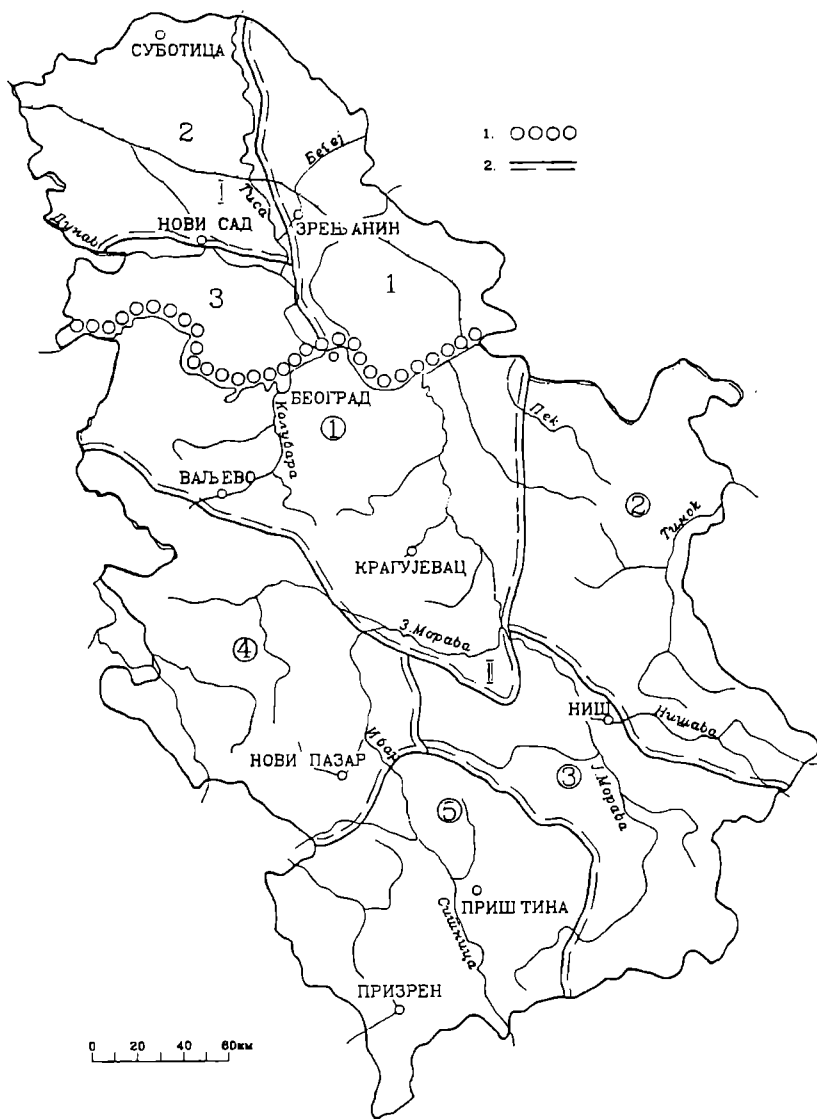 СУБОТИЦА
2
Бегеј
1.
2.
I
Тиса
Дунав
НОВИ САД
ЗРЕЊАНИН
3
1
БЕОГРАД
Колубара
①
Пек
ВАЉЕВО
②
Тимок
КРАГУЈЕВАЦ
З.Морава
④
II
НИШ
Нишава
Ибар
НОВИ ПАЗАР
③
Ј.Морава
⑤
ПРИШТИНА
Ситница
ПРИЗРЕН
0 20 40 60км